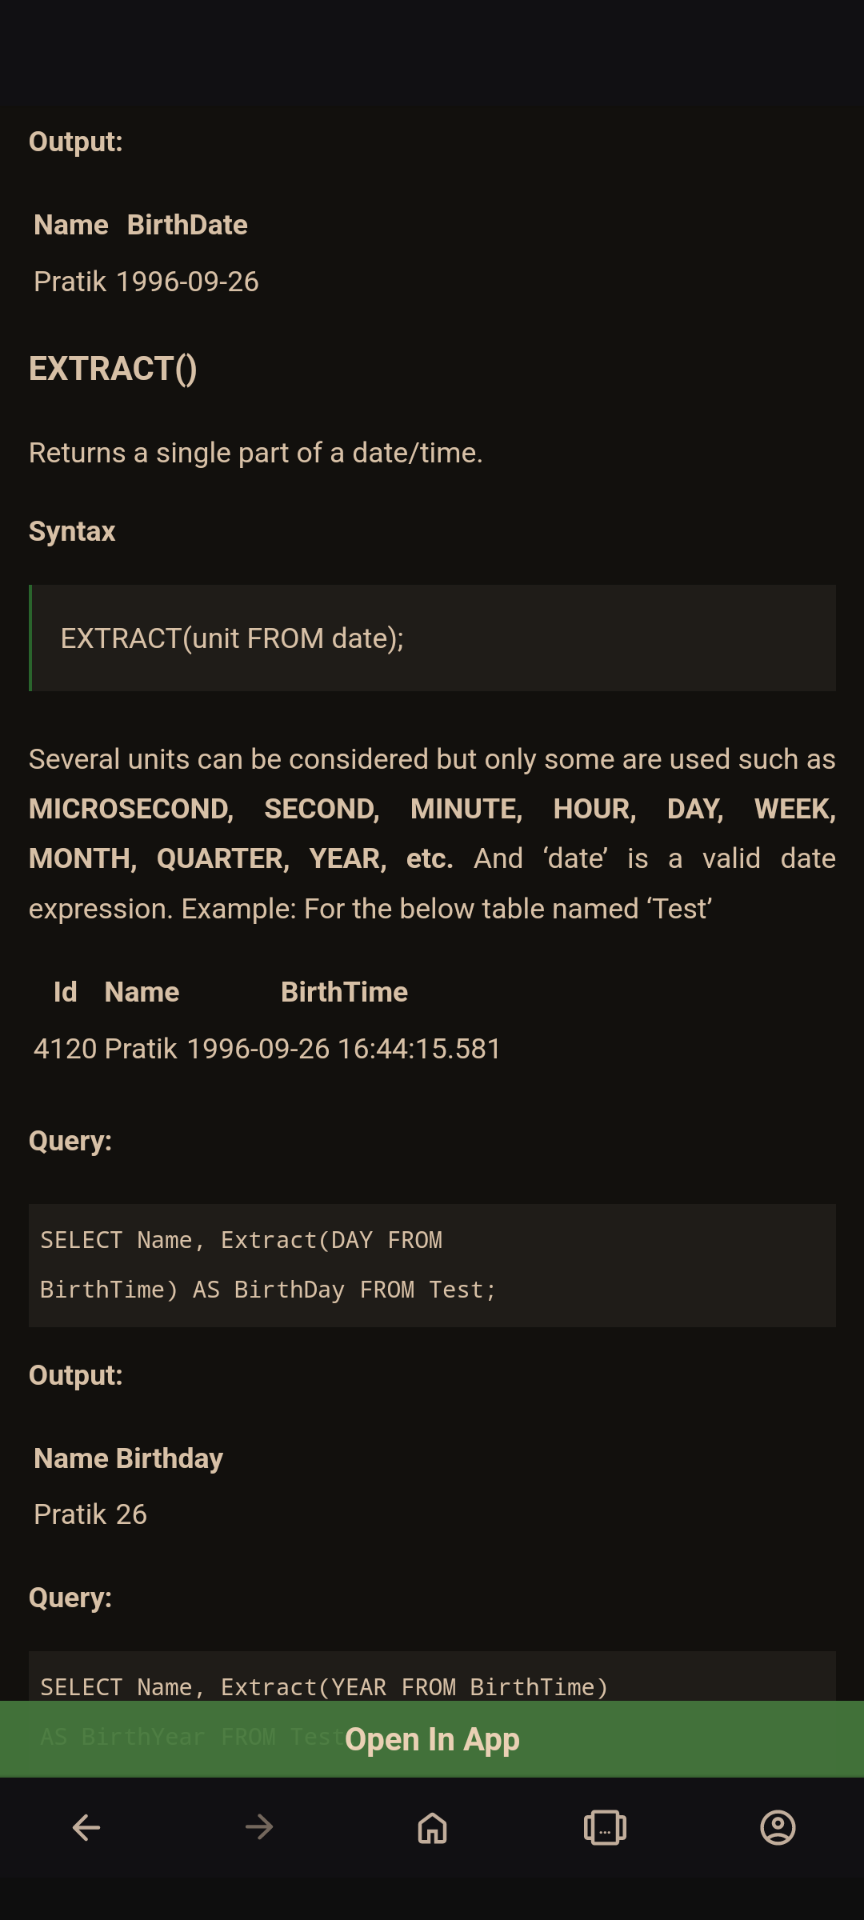 Output:
Name BirthDate
Pratik 1996-09-26
EXTRACT()
Returns a single part of a date/time.
Syntax
EXTRACT(unit FROM date);
Several units can be considered but only some are used such as
MICROSECOND, SECOND, MINUTE, HOUR, DAY, WEEK,
MONTH, QUARTER, YEAR, etc. And ‘date’ is a valid date
expression. Example: For the below table named ‘Test’
Id Name BirthTime
4120 Pratik 1996-09-26 16:44:15.581
Query:
SELECT Name, Extract(DAY FROM
BirthTime) AS BirthDay FROM Test;
Output:
Name Birthday
Pratik 26
Query:
SELECT Name, Extract(YEAR FROM BirthTime)
AS BirthYear FROM Test
Open In App